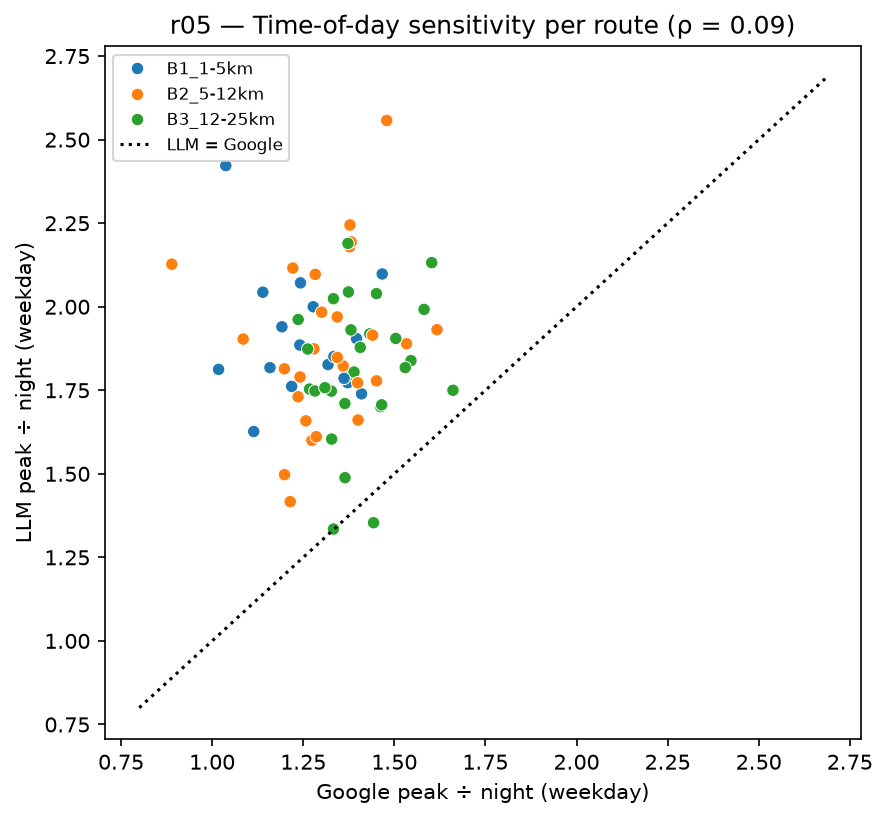 r05 — Time-of-day sensitivity per route (ρ = 0.09)
B1_1-5km
B2_5-12km
B3_12-25km
LLM = Google
2.75
2.50
2.25
2.00
1.75
1.50
1.25
1.00
0.75
LLM peak ÷ night (weekday)
0.75 1.00 1.25 1.50 1.75 2.00 2.25 2.50 2.75
Google peak ÷ night (weekday)